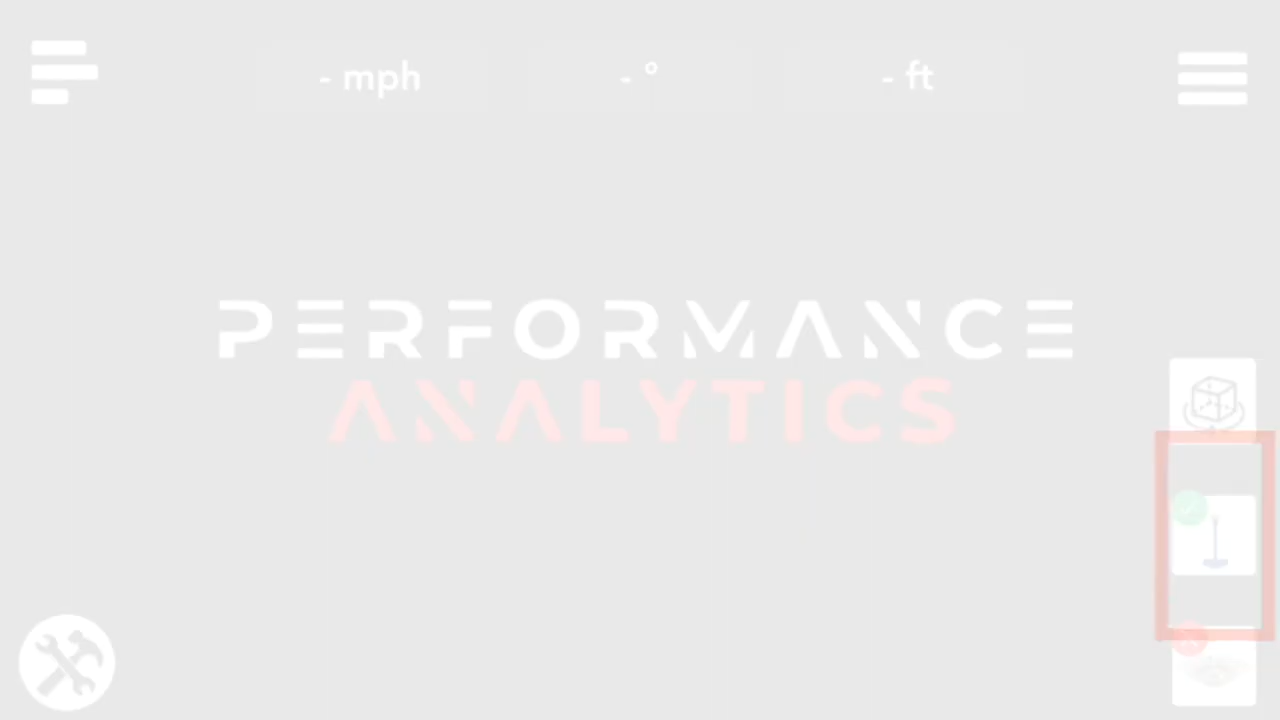 - mph
- °
- ft
PERFORMANCE
ANALYTICS